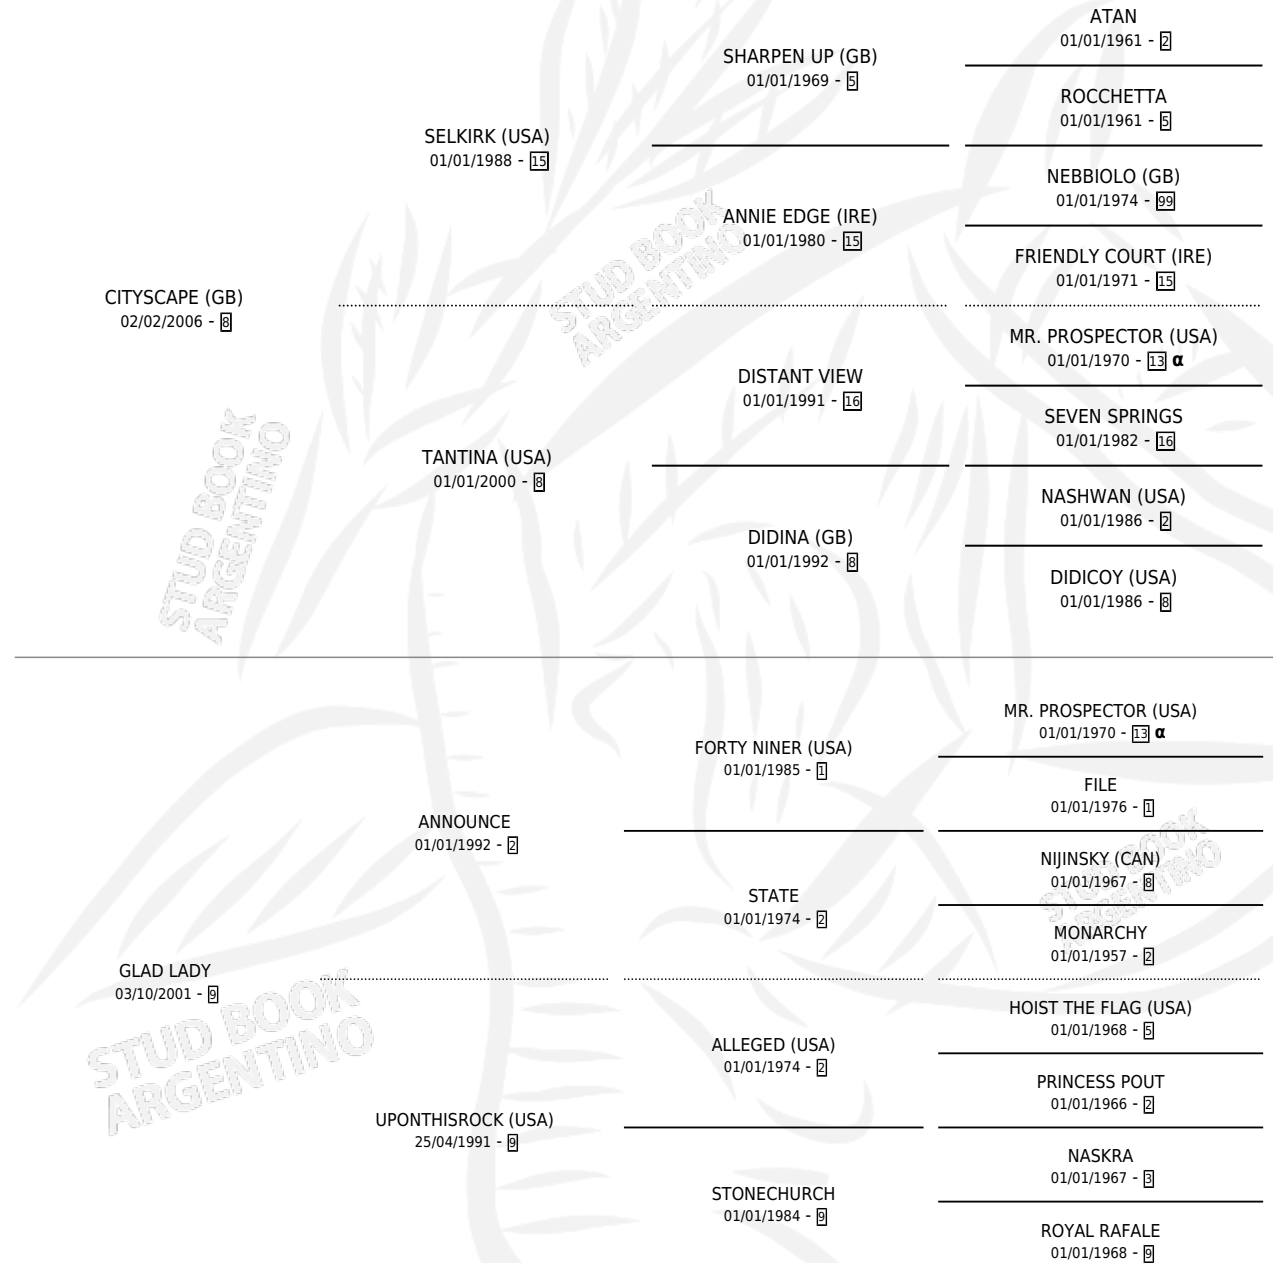 ATAN
01/01/1961 - 2
SHARPEN UP (GB)
01/01/1969 - 5
ROCCHETTA
01/01/1961 - 5
SELKIRK (USA)
01/01/1988 - 15
NEBBIOLO (GB)
01/01/1974 - 99
ANNIE EDGE (IRE)
01/01/1980 - 15
FRIENDLY COURT (IRE)
01/01/1971 - 15
CITYSCAPE (GB)
02/02/2006 - 8
MR. PROSPECTOR (USA)
01/01/1970 - 13 α
DISTANT VIEW
01/01/1991 - 16
SEVEN SPRINGS
01/01/1982 - 16
TANTINA (USA)
01/01/2000 - 8
NASHWAN (USA)
01/01/1986 - 2
DIDINA (GB)
01/01/1992 - 8
DIDICOY (USA)
01/01/1986 - 8
MR. PROSPECTOR (USA)
01/01/1970 - 13 α
FORTY NINER (USA)
01/01/1985 - 1
FILE
01/01/1976 - 1
ANNOUNCE
01/01/1992 - 2
NIJINSKY (CAN)
01/01/1967 - 8
STATE
01/01/1974 - 2
MONARCHY
01/01/1957 - 2
GLAD LADY
03/10/2001 - 9
HOIST THE FLAG (USA)
01/01/1968 - 5
ALLEGED (USA)
01/01/1974 - 2
PRINCESS POUT
01/01/1966 - 2
UPONTHISROCK (USA)
25/04/1991 - 9
NASKRA
01/01/1967 - 3
STONECHURCH
01/01/1984 - 9
ROYAL RAFALE
01/01/1968 - 9
STUD BOOK
ARGENTINO
STUD BOOK
ARGENTINO
STUD BOOK
ARGENTINO
STUD BOOK
ARGENTINO